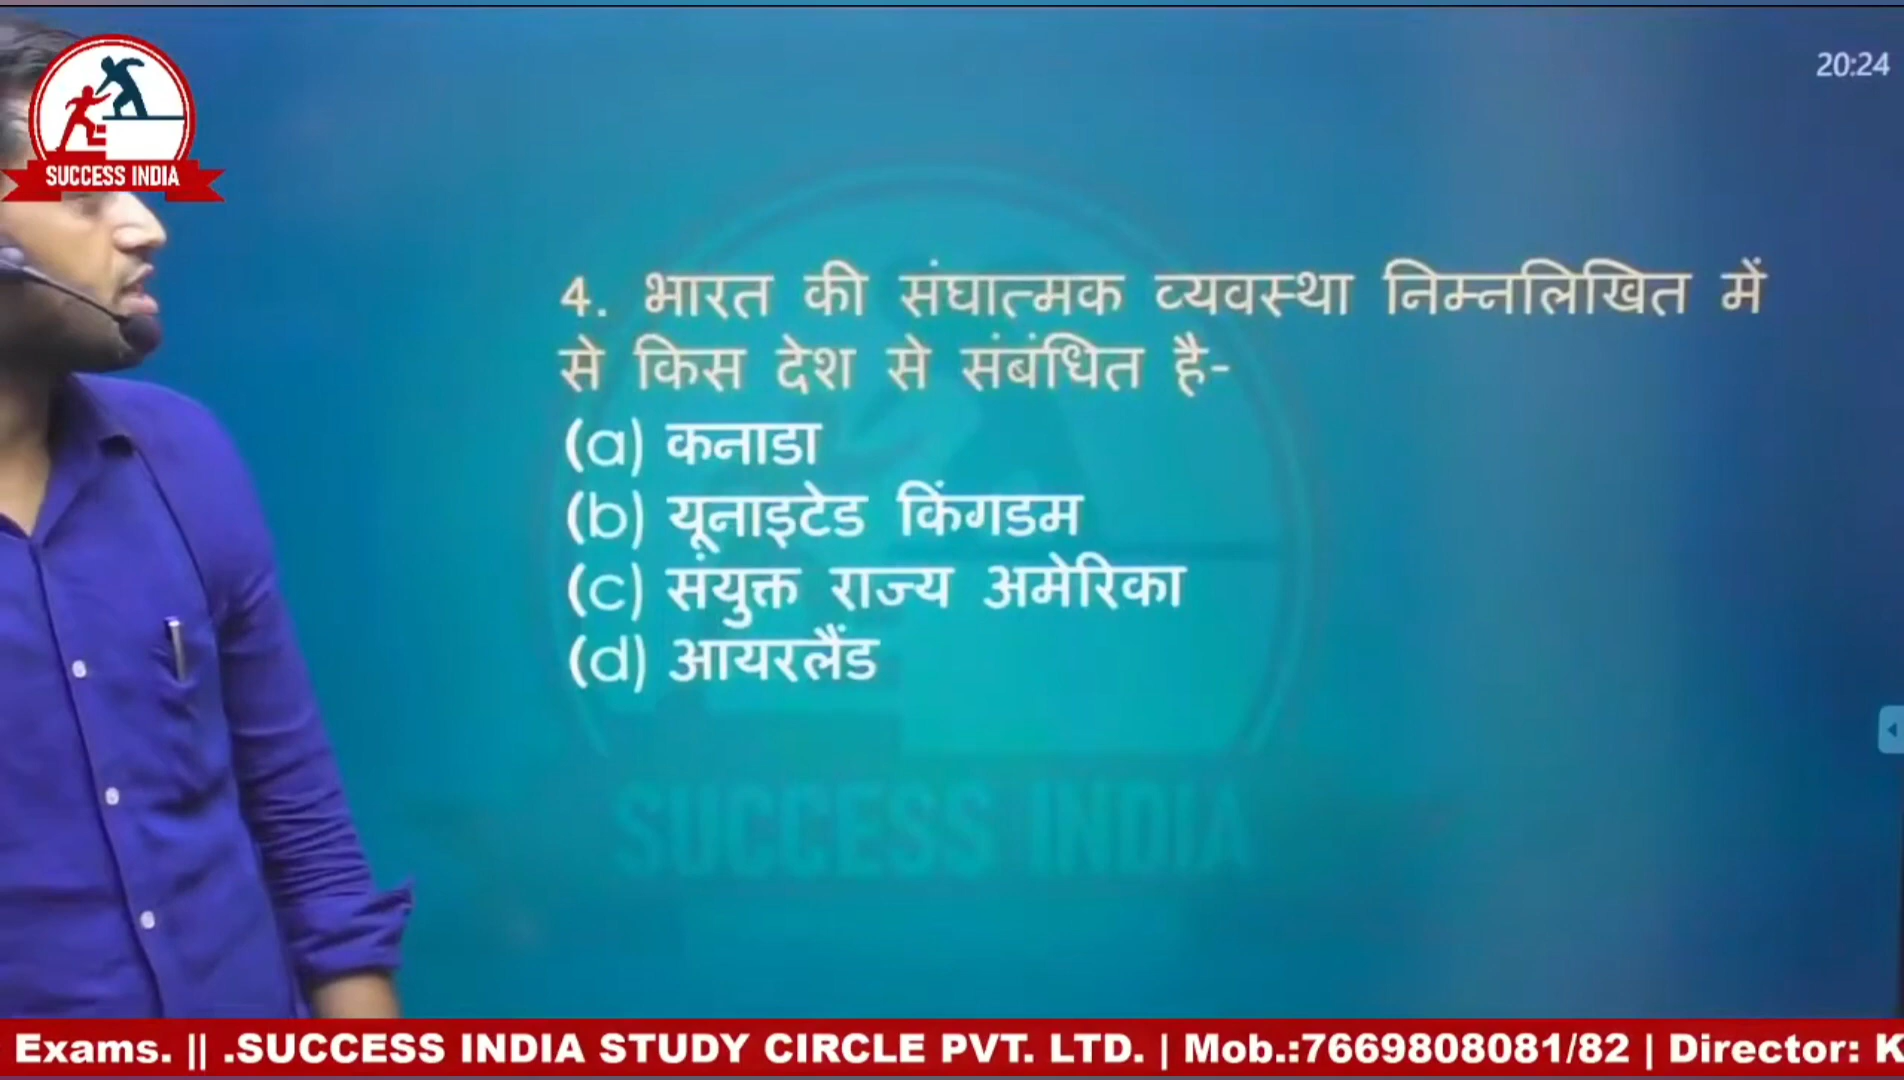 SUCCESS INDIA
20:24
4. भारत की संघात्मक व्यवस्था निम्नलिखित में
से किस देश से संबंधित है-
(a) कनाडा
(b) यूनाइटेड किंगडम
(c) संयुक्त राज्य अमेरिका
(d) आयरलैंड
SUCCESS INDIA
Exams. || .SUCCESS INDIA STUDY CIRCLE PVT. LTD. | Mob.:7669808081/82 | Director: K